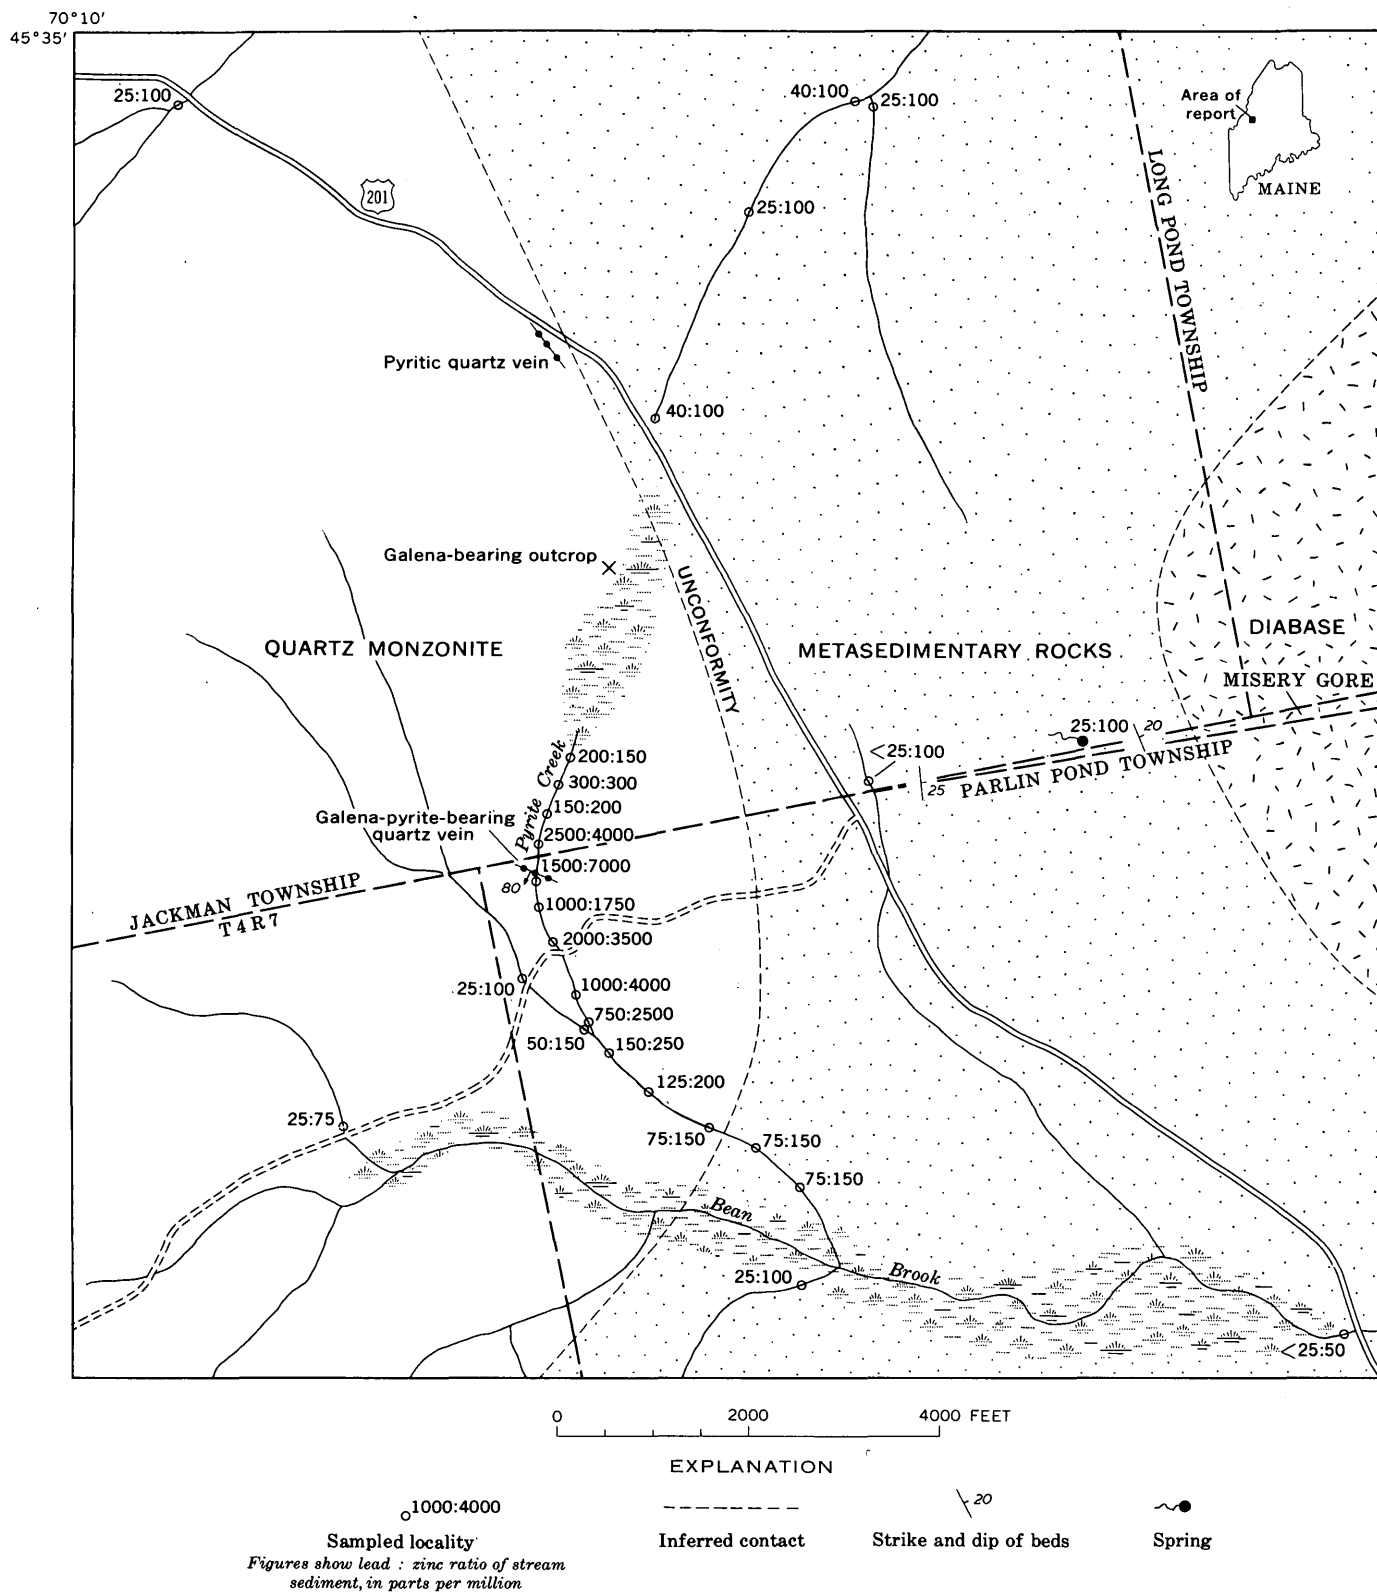 70°10'
45°35'
25:100
201
40:100
25:100
Area of
report
MAINE
25:100
LONG POND TOWNSHIP
Pyritic quartz vein
40:100
Galena-bearing outcrop
UNCONFORMITY
QUARTZ MONZONITE
METASEDIMENTARY ROCKS
DIABASE
MISERY GORE
25:100
20
<25:100
25
PARLIN POND TOWNSHIP
Pyrite Creek
200:150
300:300
150:200
Galena-pyrite-bearing
quartz vein
2500:4000
1500:7000
80
JACKMAN TOWNSHIP
T4R7
1000:1750
2000:3500
25:100
1000:4000
750:2500
50:150
150:250
125:200
25:75
75:150
75:150
75:150
Bean
Brook
25:100
<25:50
0 2000 4000 FEET
EXPLANATION
1000:4000
Sampled locality
Figures show lead : zinc ratio of stream
sediment, in parts per million
Inferred contact
20
Strike and dip of beds
Spring